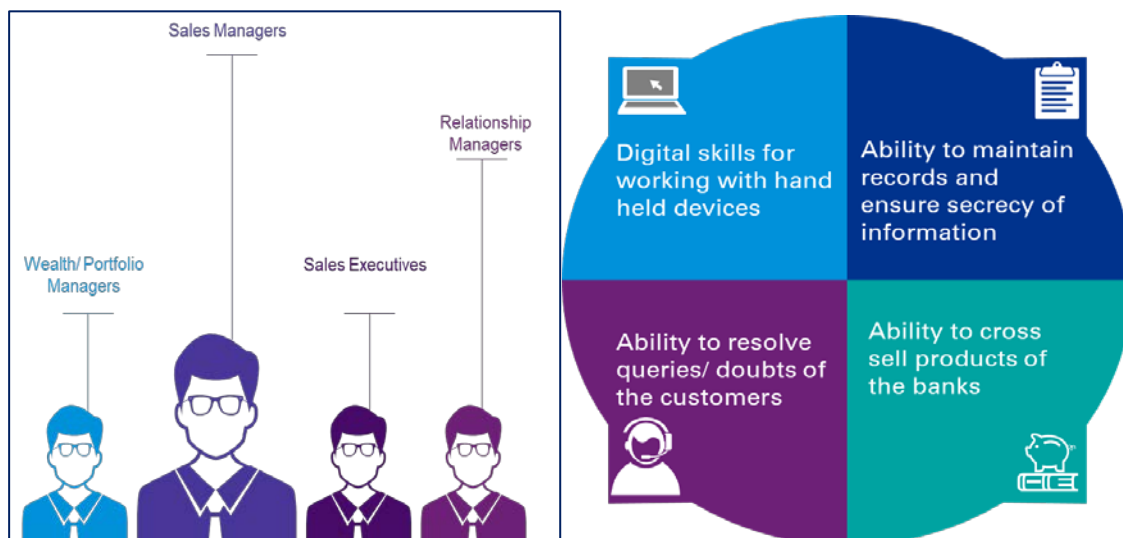 Sales Managers
Relationship
Managers
Wealth/ Portfolio
Managers
Sales Executives
Digital skills for
working with hand
held devices
Ability to maintain
records and
ensure secrecy of
information
Ability to resolve
queries/ doubts of
the customers
Ability to cross
sell products of
the banks